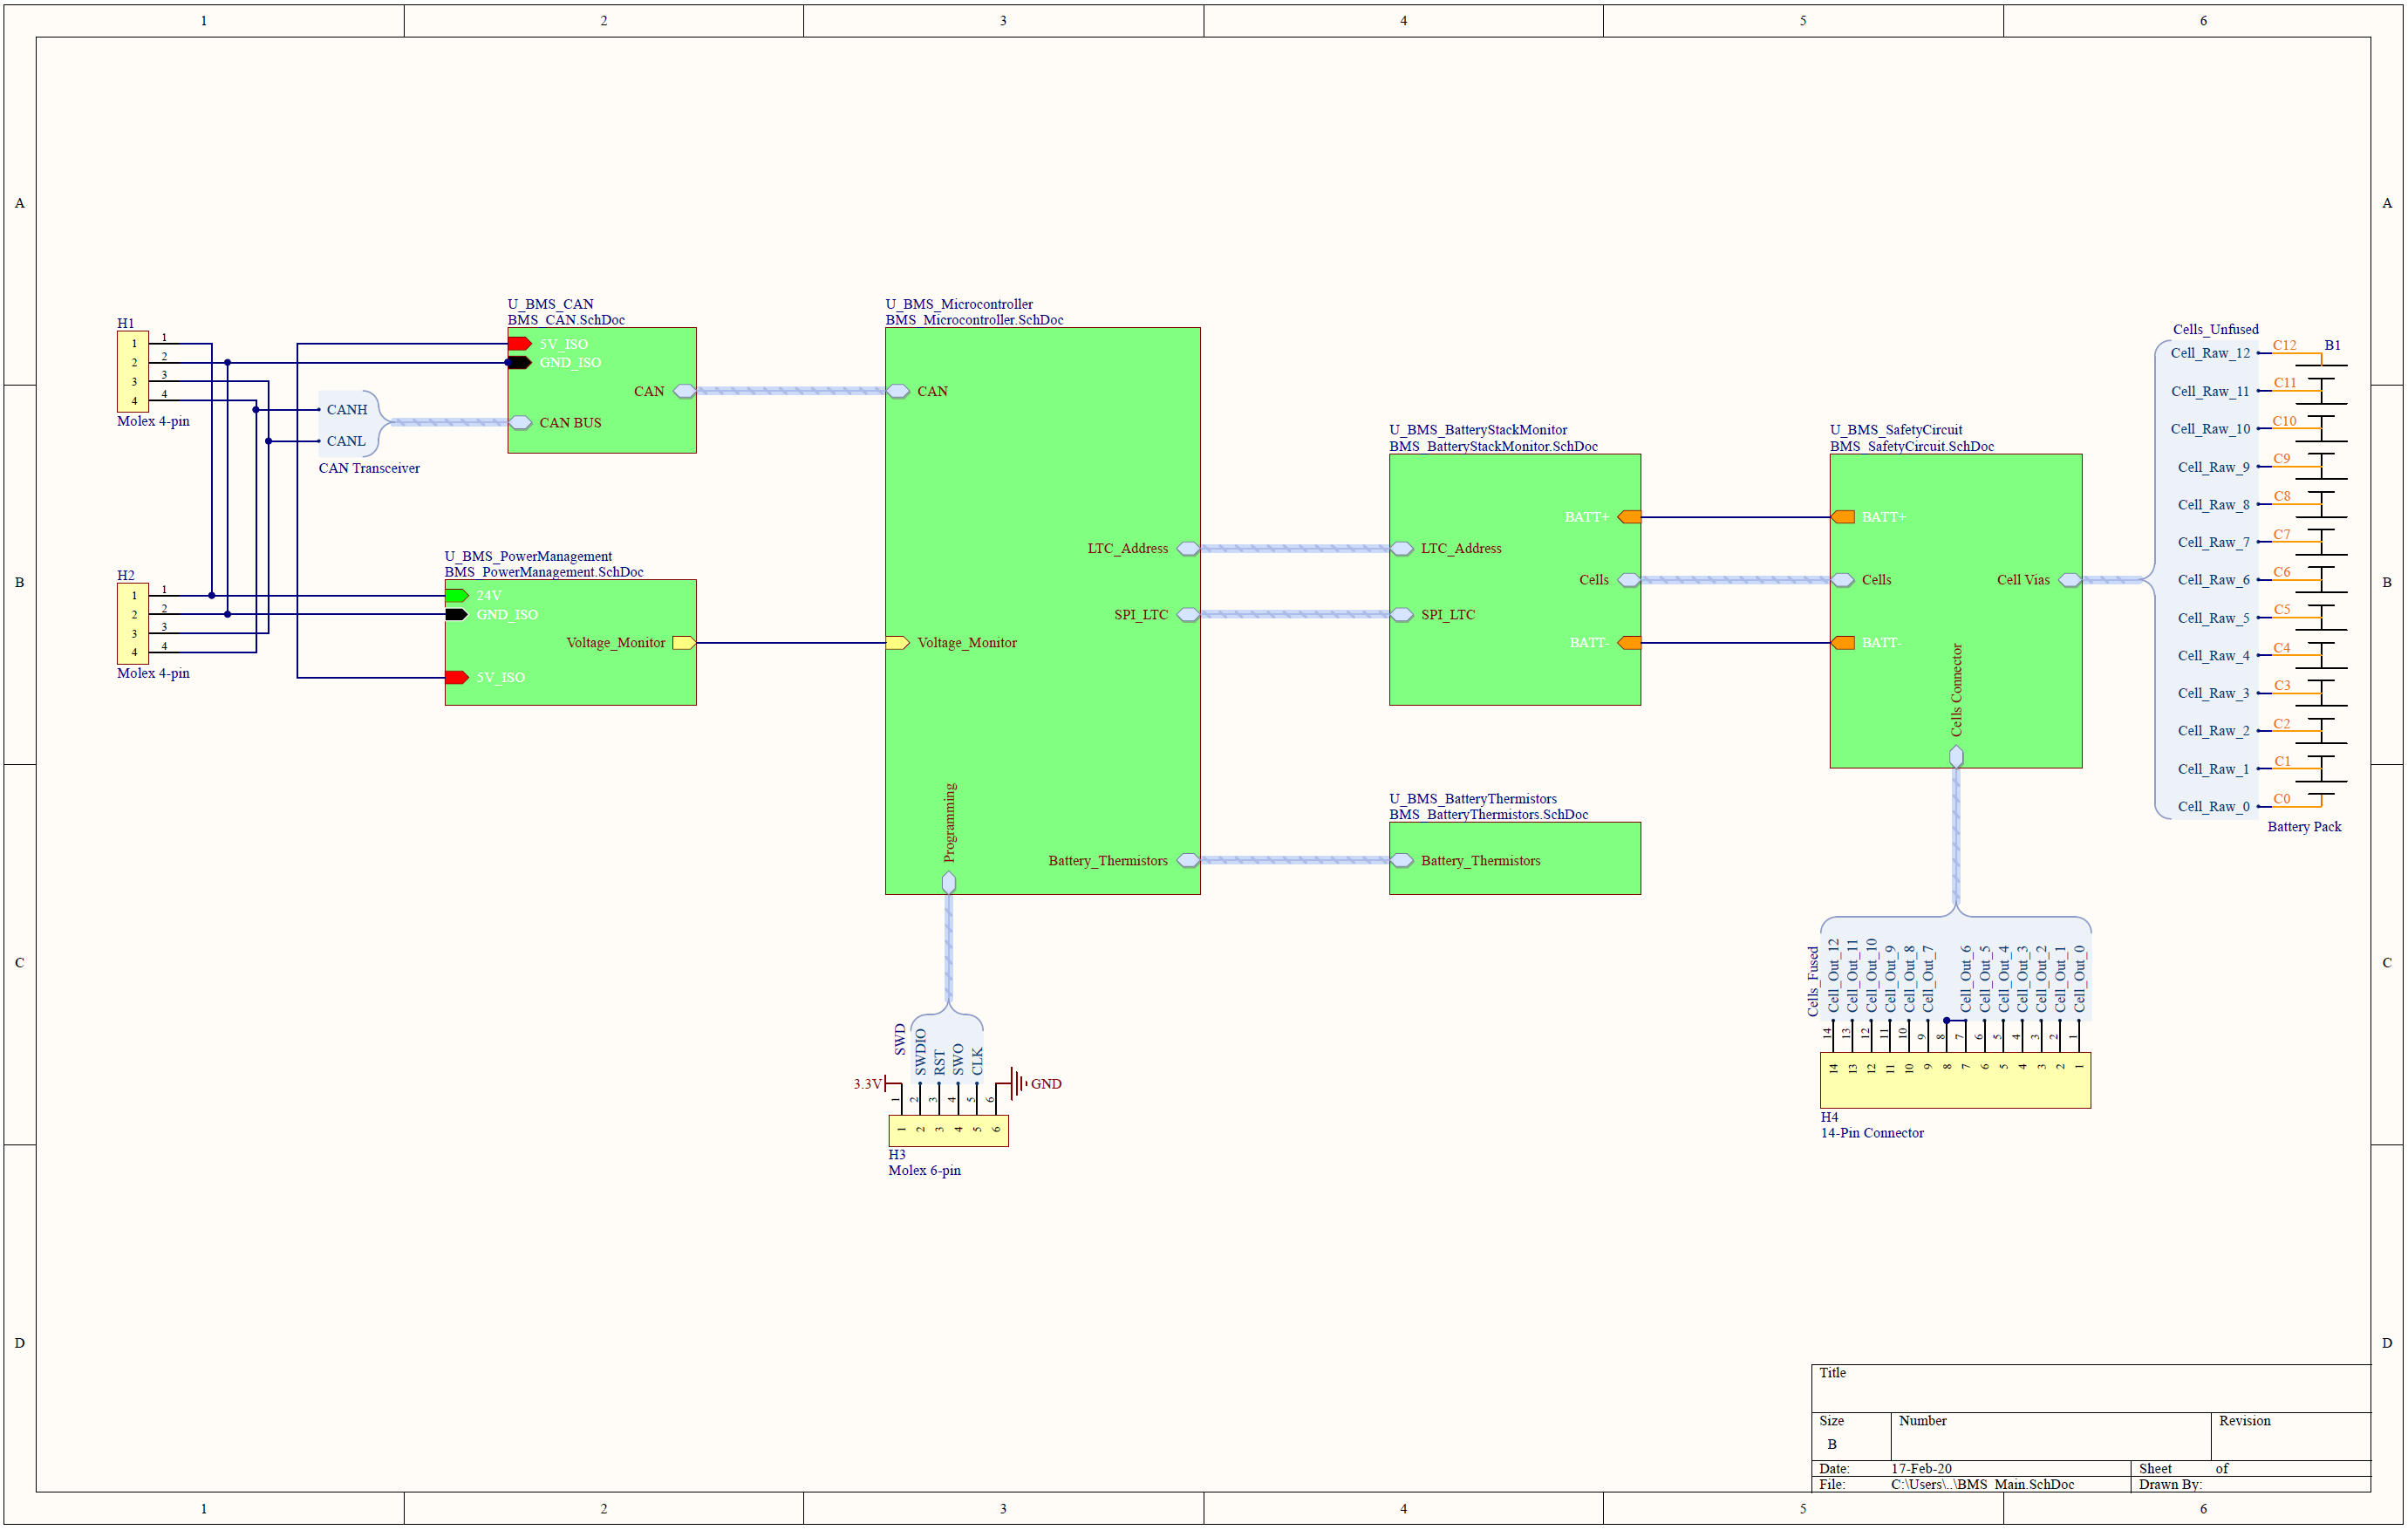 1 2 3 4 5 6
A
B
C
D
A
B
C
D
H1
1 1
2 2
3 3
4 4
Molex 4-pin
CANH
CANL
CAN Transceiver
H2
1 1
2 2
3 3
4 4
Molex 4-pin
U_BMS_CAN
BMS_CAN.SchDoc
5V_ISO
GND_ISO
CAN
CAN BUS
U_BMS_PowerManagement
BMS_PowerManagement.SchDoc
24V
GND_ISO
Voltage_Monitor
5V_ISO
U_BMS_Microcontroller
BMS_Microcontroller.SchDoc
CAN
LTC_Address
SPI_LTC
Voltage_Monitor
Programming
Battery_Thermistors
SWD
SWDIO
RST
SWO
CLK
3.3V
GND
1 2 3 4 5 6
1 2 3 4 5 6
H3
Molex 6-pin
U_BMS_BatteryStackMonitor
BMS_BatteryStackMonitor.SchDoc
BATT+
LTC_Address
Cells
SPI_LTC
BATT-
U_BMS_BatteryThermistors
BMS_BatteryThermistors.SchDoc
Battery_Thermistors
U_BMS_SafetyCircuit
BMS_SafetyCircuit.SchDoc
BATT+
Cells
Cell Vias
BATT-
Cells Connector
Cells_Fused
Cell_Out_12
Cell_Out_11
Cell_Out_10
Cell_Out_9
Cell_Out_8
Cell_Out_7
Cell_Out_6
Cell_Out_5
Cell_Out_4
Cell_Out_3
Cell_Out_2
Cell_Out_1
Cell_Out_0
14 13 12 11 10 9 8 7 6 5 4 3 2 1
14 13 12 11 10 9 8 7 6 5 4 3 2 1
H4
14-Pin Connector
Cells_Unfused
B1
Cell_Raw_12 C12
Cell_Raw_11 C11
Cell_Raw_10 C10
Cell_Raw_9 C9
Cell_Raw_8 C8
Cell_Raw_7 C7
Cell_Raw_6 C6
Cell_Raw_5 C5
Cell_Raw_4 C4
Cell_Raw_3 C3
Cell_Raw_2 C2
Cell_Raw_1 C1
Cell_Raw_0 C0
Battery Pack
Title
Size Number Revision
B
Date: 17-Feb-20 Sheet of
File: C:\Users\..\BMS_Main.SchDoc Drawn By:
1 2 3 4 5 6